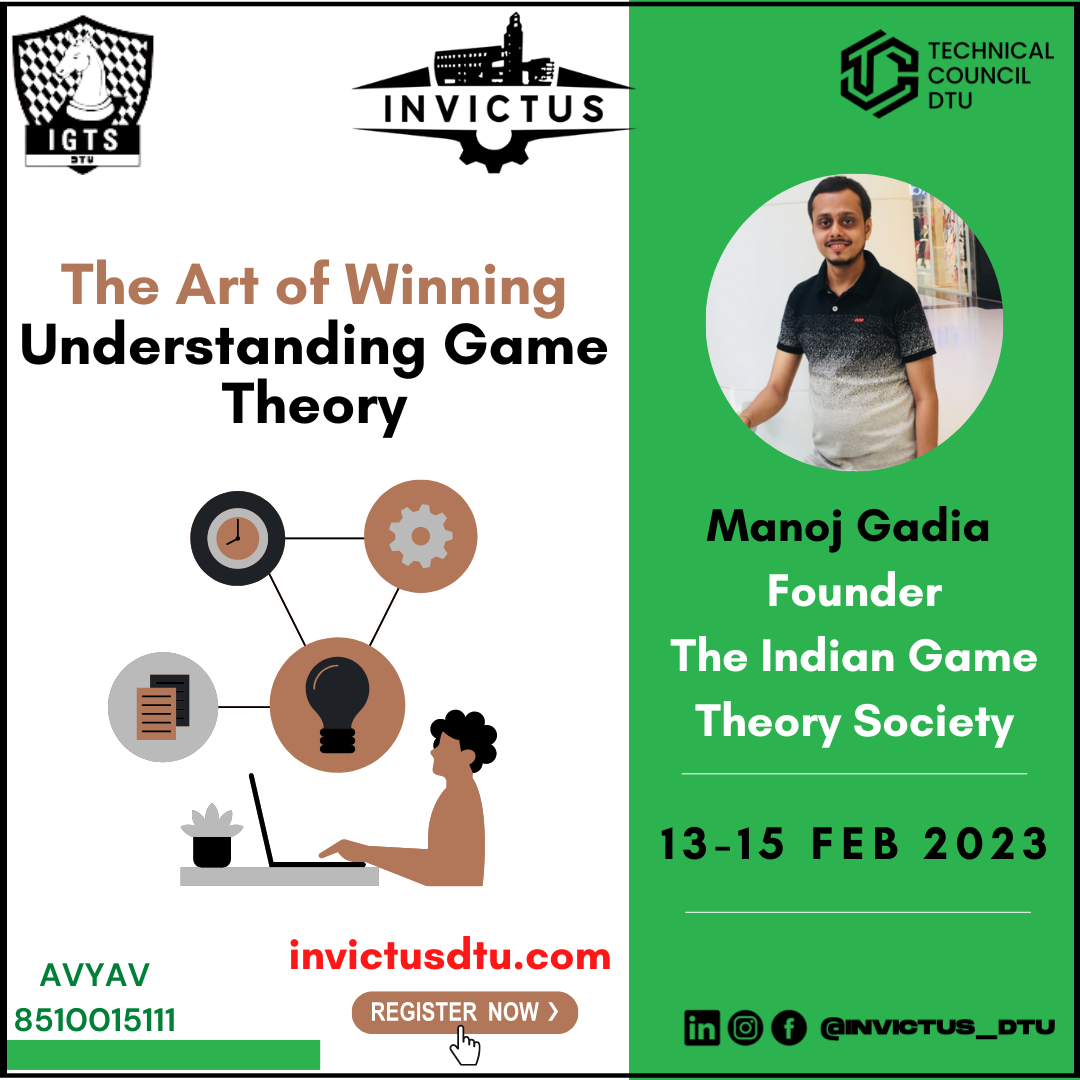 IGTS
DTU
INVICTUS
TECHNICAL
COUNCIL
DTU
The Art of Winning
Understanding Game
Theory
Manoj Gadia
Founder
The Indian Game
Theory Society
13-15 FEB 2023
invictusdtu.com
AVYAV
8510015111
REGISTER NOW ❯
@INVICTUS_DTU